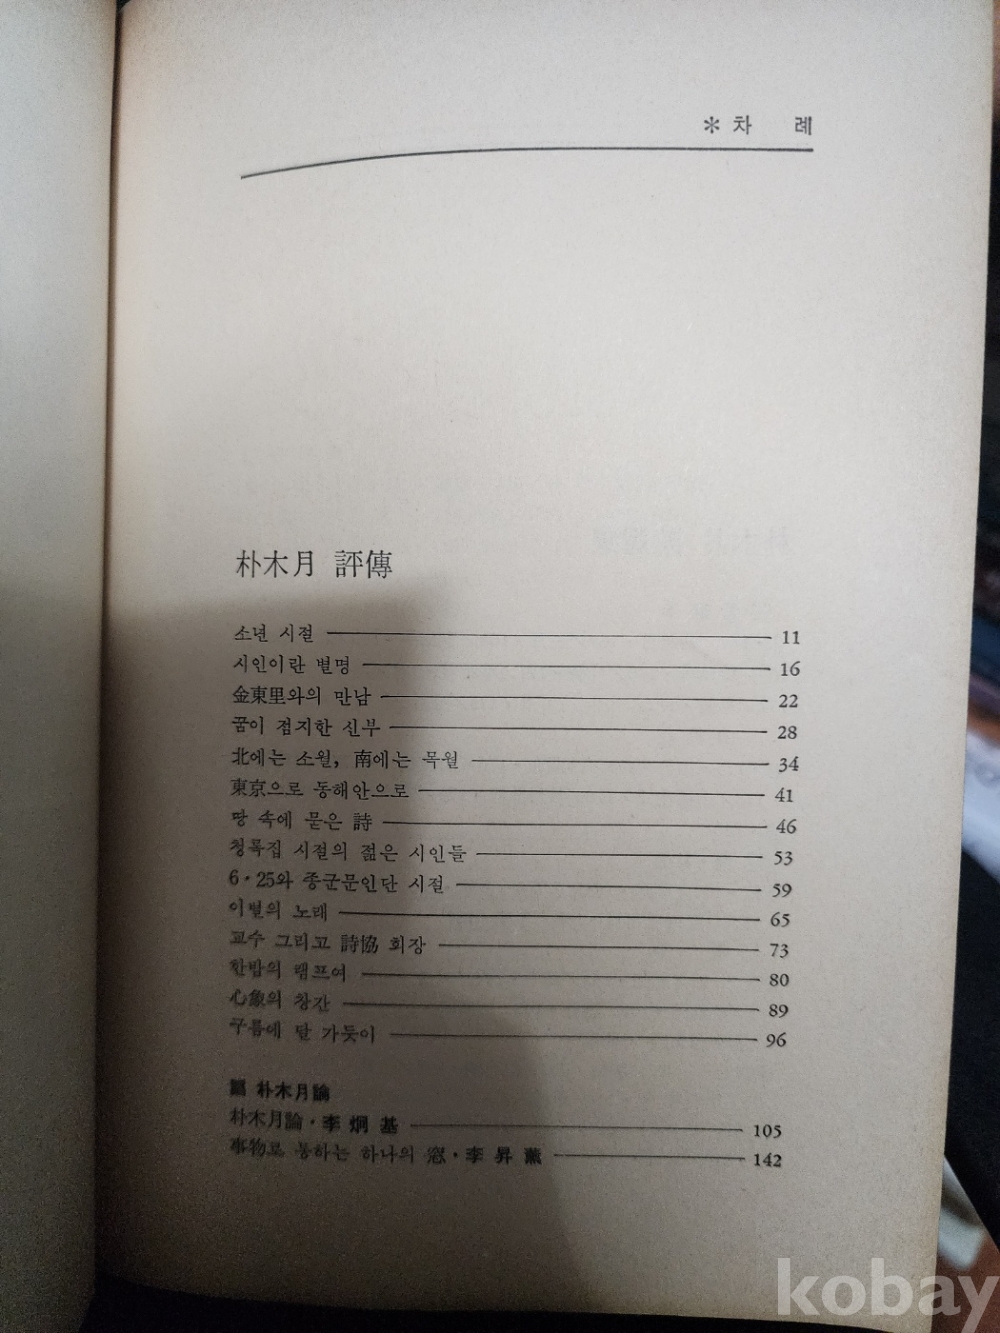 ＊차 례
朴木月 評傳
소년 시절 11
시인이란 별명 16
金東里와의 만남 22
꿈이 점지한 신부 28
北에는 소월, 南에는 목월 34
東京으로 동해안으로 41
땅 속에 묻은 詩 46
청록집 시절의 젊은 시인들 53
6·25와 종군문인단 시절 59
이별의 노래 65
교수 그리고 詩協 회장 73
한밤의 램프여 80
心象의 창간 89
구름에 달 가듯이 96
朴木月論
朴木月論·李炯基 105
事物로 통하는 하나의 窓·李昇薰 142
kobay